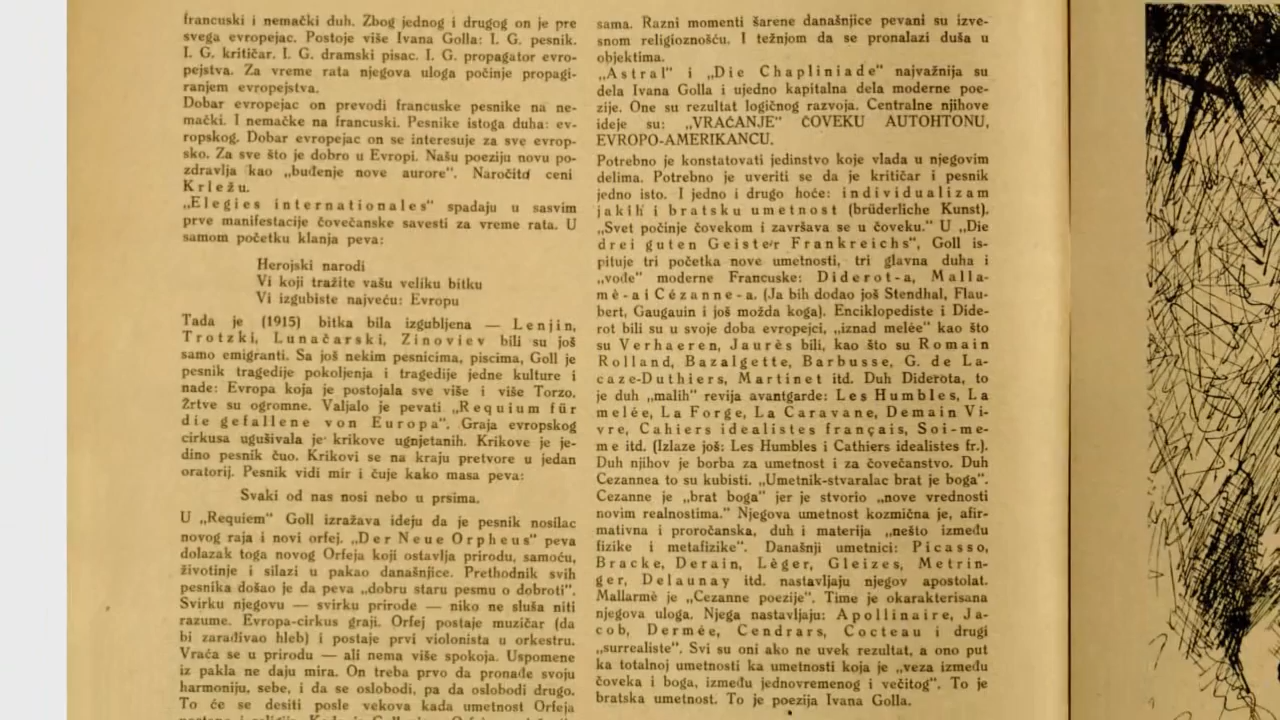 francuski i nemački duh. Zbog jednog i drugog on je pre
svega evropejac. Postoje više Ivana Golla: I. G. pesnik.
I. G. kritičar. I. G. dramski pisac. I. G. propagator evro-
pejstva. Za vreme rata njegova uloga počinje propagi-
ranjem evropejstva.
Dobar evropejac on prevodi francuske pesnike na ne-
mački. I nemačke na francuski. Pesnike istoga duha: ev-
ropskog. Dobar evropejac on se interesuje za sve evrop-
sko. Za sve što je dobro u Evropi. Našu poeziju novu po-
zdravlja kao „buđenje nove aurore". Naročito ceni
Krležu.
„Elegies internationales" spadaju u sasvim
prve manifestacije čovečanske savesti za vreme rata. U
samom početku klanja peva:
Herojski narodi
Vi koji tražite vašu veliku bitku
Vi izgubiste najveću: Evropu
Tada je (1915) bitka bila izgubljena — Lenjin,
Trotzki, Lunačarski, Zinoviev bili su još
samo emigranti. Sa još nekim pesnicima, piscima, Goll je
pesnik tragedije pokoljenja i tragedije jedne kulture i
nade: Evropa koja je postojala sve više i više Torzo.
Žrtve su ogromne. Valjalo je pevati „Requium für
die gefallene von Europa". Graja evropskog
cirkusa ugušivala je krikove ugnjetanih. Krikove je je-
dino pesnik čuo. Krikovi se na kraju pretvore u jedan
oratorij. Pesnik vidi mir i čuje kako masa peva:
Svaki od nas nosi nebo u prsima.
U „Requiem" Goll izražava ideju da je pesnik nosilac
novog raja i novi orfej. „Der Neue Orpheus" peva
dolazak toga novog Orfeja koji ostavlja prirodu, samoću,
životinje i silazi u pakao današnjice. Prethodnik svih
pesnika došao je da peva „dobru staru pesmu o dobroti".
Svirku njegovu — svirku prirode — niko ne sluša niti
razume. Evropa-cirkus graji. Orfej postaje muzičar (da
bi zarađivao hleb) i postaje prvi violonista u orkestru.
Vraća se u prirodu — ali nema više spokoja. Uspomene
iz pakla ne daju mira. On treba prvo da pronađe svoju
harmoniju, sebe, i da se oslobodi, pa da oslobodi drugo.
To će se desiti posle vekova kada umetnost Orfeja
sama. Razni momenti šarene današnjice pevani su izve-
snom religioznošću. I težnjom da se pronalazi duša u
objektima.
„Astral" i „Die Chapliniade" najvažnija su
dela Ivana Golla i ujedno kapitalna dela moderne poe-
zije. One su rezultat logičnog razvoja. Centralne njihove
ideje su: „VRAĆANJE" ČOVEKU AUTOHTONU,
EVROPO-AMERIKANCU.
Potrebno je konstatovati jedinstvo koje vlada u njegovim
delima. Potrebno je uveriti se da je kritičar i pesnik
jedno isto. I jedno i drugo hoće: individualizam
jakih i bratsku umetnost (brüderliche Kunst).
„Svet počinje čovekom i završava se u čoveku." U „Die
drei guten Geister Frankreichs", Goll is-
pituje tri početka nove umetnosti, tri glavna duha i
„vođe" moderne Francuske: Diderot-a, Malla-
mè-a i Cézanne-a. (Ja bih dodao još Stendhal, Flau-
bert, Gaugauin i još možda koga). Enciklopediste i Dide-
rot bili su u svoje doba evropejci, „iznad melée" kao što
su Verhaeren, Jaurès bili, kao što su Romain
Rolland, Bazalgette, Barbusse, G. de La-
caze-Duthiers, Martinet itd. Duh Diderota, to
je duh „malih" revija avantgarde: Les Humbles, La
melée, La Forge, La Caravane, Demain Vi-
vre, Cahiers idealistes français, Soi-me-
me itd. (Izlaze još: Les Humbles i Cathiers idealistes fr.).
Duh njihov je borba za umetnost i za čovečanstvo. Duh
Cezannea to su kubisti. „Umetnik-stvaralac brat je boga".
Cezanne je „brat boga" jer je stvorio „nove vrednosti
novim realnostima." Njegova umetnost kozmična je, afir-
mativna i proročanska, duh i materija „nešto između
fizike i metafizike". Današnji umetnici: Picasso,
Bracke, Derain, Lèger, Gleizes, Metrin-
ger, Delaunay itd. nastavljaju njegov apostolat.
Mallarmè je „Cezanne poezije". Time je okarakterisana
njegova uloga. Njega nastavljaju: Apollinaire, Ja-
cob, Dermée, Cendrars, Cocteau i drugi
„surrealiste". Svi su oni ako ne uvek rezultat, a ono put
ka totalnoj umetnosti ka umetnosti koja je „veza između
čoveka i boga, između jednovremenog i večitog". To je
bratska umetnost. To je poezija Ivana Golla.